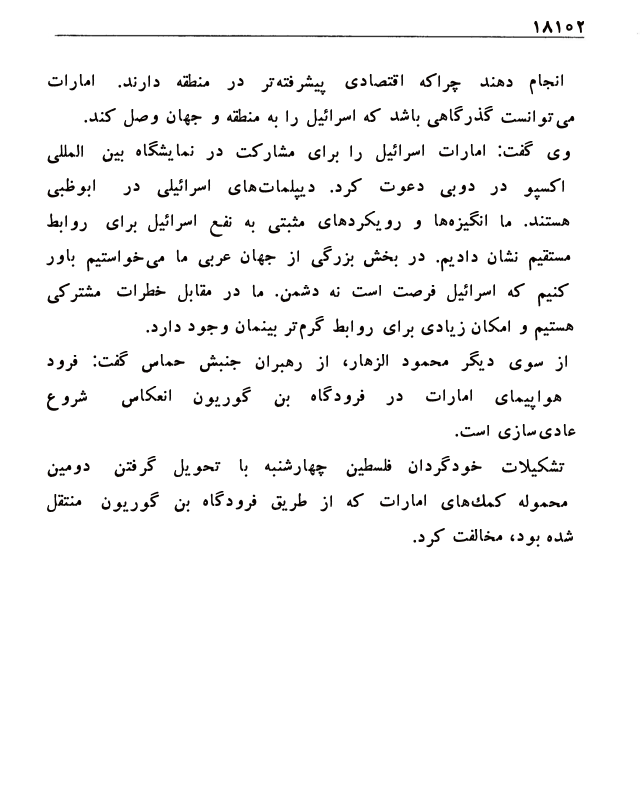 ۱۸۱۰۲
انجام دهند چراکه اقتصادی پیشرفته‌تر در منطقه دارند. امارات
می‌توانست گذرگاهی باشد که اسرائیل را به منطقه و جهان وصل کند.
وی گفت: امارات اسرائیل را برای مشارکت در نمایشگاه بین المللی
اکسپو در دوبی دعوت کرد. دیپلمات‌های اسرائیلی در ابوظبی
هستند. ما انگیزه‌ها و رویکردهای مثبتی به نفع اسرائیل برای روابط
مستقیم نشان دادیم. در بخش بزرگی از جهان عربی ما می‌خواستیم باور
کنیم که اسرائیل فرصت است نه دشمن. ما در مقابل خطرات مشترکی
هستیم و امکان زیادی برای روابط گرم‌تر بینمان وجود دارد.
از سوی دیگر محمود الزهار، از رهبران جنبش حماس گفت: فرود
هواپیمای امارات در فرودگاه بن گوریون انعکاس شروع
عادی‌سازی است.
تشکیلات خودگردان فلسطین چهارشنبه با تحویل گرفتن دومین
محموله کمك‌های امارات که از طریق فرودگاه بن گوریون منتقل
شده بود، مخالفت کرد.